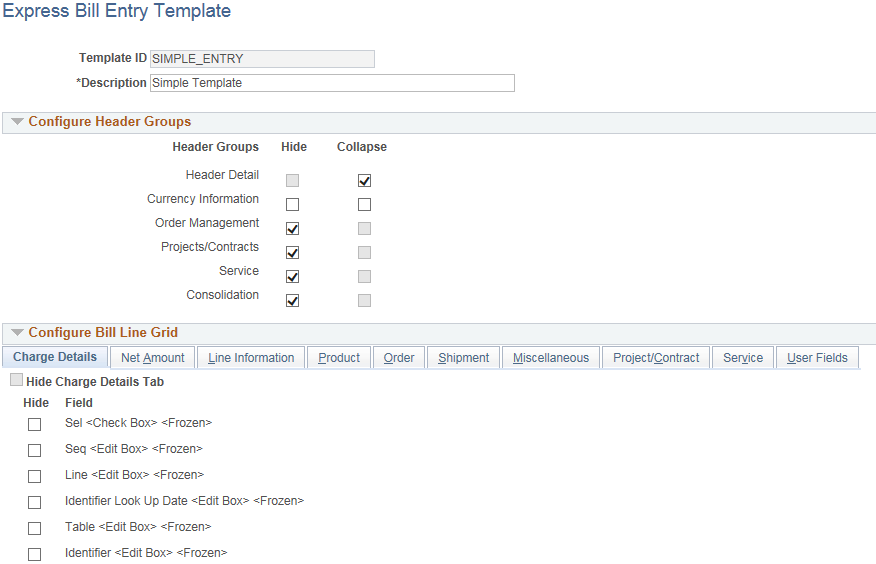 Express Bill Entry Template
Template ID SIMPLE_ENTRY
*Description Simple Template
Configure Header Groups
Header Groups Hide Collapse
Header Detail
Currency Information
Order Management
Projects/Contracts
Service
Consolidation
Configure Bill Line Grid
Charge Details Net Amount Line Information Product Order Shipment Miscellaneous Project/Contract Service User Fields
Hide Charge Details Tab
Hide Field
Sel <Check Box> <Frozen>
Seq <Edit Box> <Frozen>
Line <Edit Box> <Frozen>
Identifier Look Up Date <Edit Box> <Frozen>
Table <Edit Box> <Frozen>
Identifier <Edit Box> <Frozen>